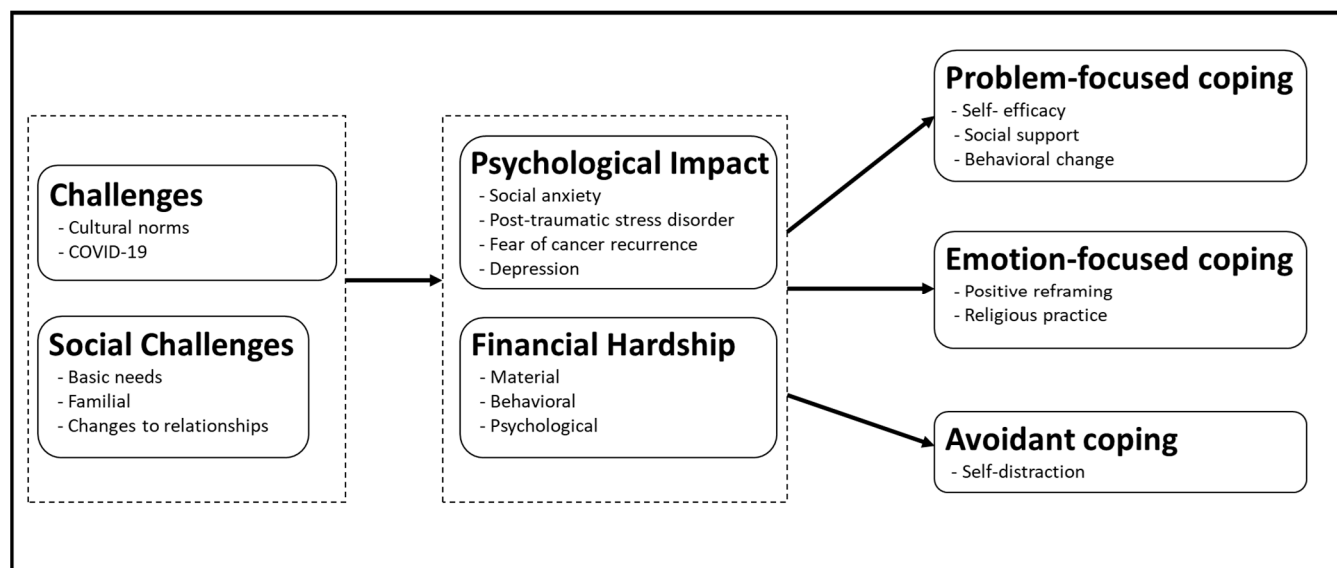 Challenges
- Cultural norms
- COVID-19
Social Challenges
- Basic needs
- Familial
- Changes to relationships
Psychological Impact
- Social anxiety
- Post-traumatic stress disorder
- Fear of cancer recurrence
- Depression
Financial Hardship
- Material
- Behavioral
- Psychological
Problem-focused coping
- Self- efficacy
- Social support
- Behavioral change
Emotion-focused coping
- Positive reframing
- Religious practice
Avoidant coping
- Self-distraction